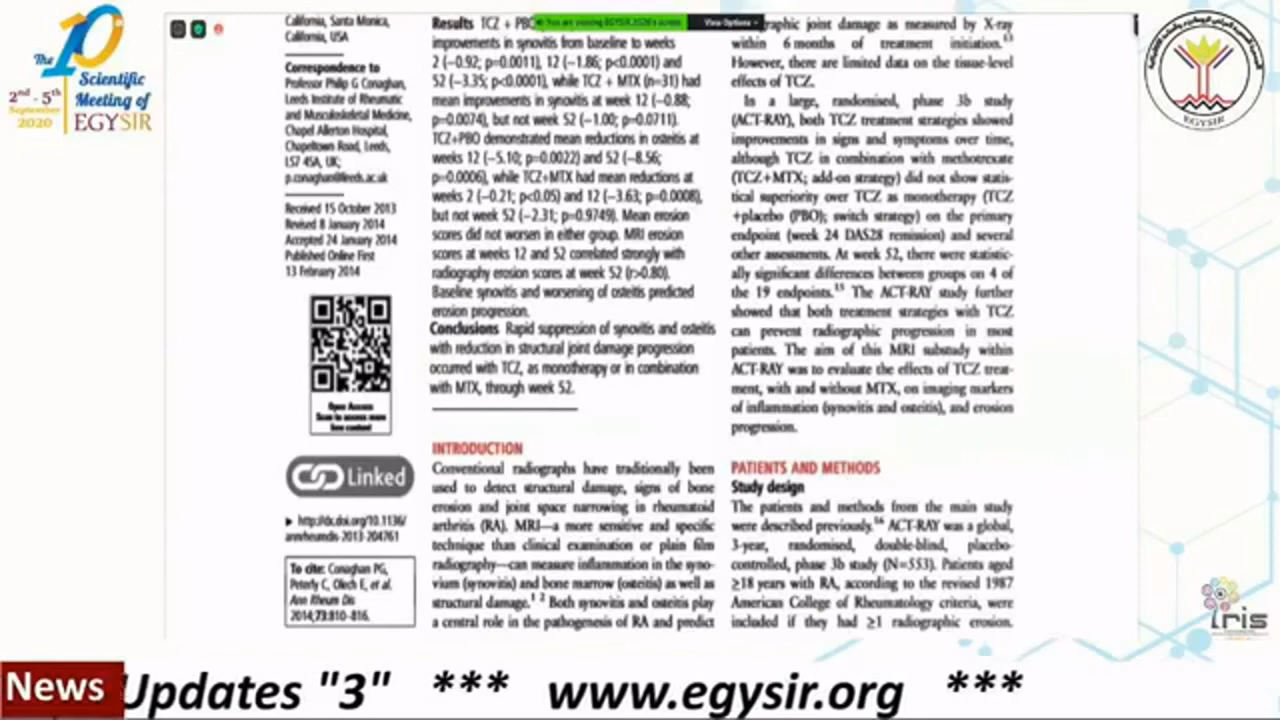 The 10
Scientific
Meeting of
EGYSIR
2nd - 5th
September
2020
You are viewing EGYSIR 2020's screen
View Options
California, Santa Monica,
California, USA
Correspondence to
Professor Philip G Conaghan,
Leeds Institute of Rheumatic
and Musculoskeletal Medicine,
Chapel Allerton Hospital,
Chapeltown Road, Leeds,
LS7 4SA, UK;
p.conaghan@leeds.ac.uk
Received 15 October 2013
Revised 8 January 2014
Accepted 24 January 2014
Published Online First
13 February 2014
Open Access
Scan to access more
free content
Linked
► http://dx.doi.org/10.1136/
annrheumdis-2013-204761
To cite: Conaghan PG,
Peterfy C, Olech E, et al.
Ann Rheum Dis
2014;73:810–816.
Results TCZ + PBO
improvements in synovitis from baseline to weeks
2 (–0.92; p=0.0011), 12 (–1.86; p<0.0001) and
52 (–3.35; p<0.0001), while TCZ + MTX (n=31) had
mean improvements in synovitis at week 12 (–0.88;
p=0.0074), but not week 52 (–1.00; p=0.0711).
TCZ+PBO demonstrated mean reductions in osteitis at
weeks 12 (–5.10; p=0.0022) and 52 (–8.56;
p=0.0006), while TCZ+MTX had mean reductions at
weeks 2 (–0.21; p<0.05) and 12 (–3.63; p=0.0008),
but not week 52 (–2.31; p=0.9749). Mean erosion
scores did not worsen in either group. MRI erosion
scores at weeks 12 and 52 correlated strongly with
radiography erosion scores at week 52 (r>0.80).
Baseline synovitis and worsening of osteitis predicted
erosion progression.
Conclusions Rapid suppression of synovitis and osteitis
with reduction in structural joint damage progression
occurred with TCZ, as monotherapy or in combination
with MTX, through week 52.
INTRODUCTION
Conventional radiographs have traditionally been
used to detect structural damage, signs of bone
erosion and joint space narrowing in rheumatoid
arthritis (RA). MRI—a more sensitive and specific
technique than clinical examination or plain film
radiography—can measure inflammation in the syno-
vium (synovitis) and bone marrow (osteitis) as well as
structural damage.1 2 Both synovitis and osteitis play
a central role in the pathogenesis of RA and predict
graphic joint damage as measured by X-ray
within 6 months of treatment initiation.13
However, there are limited data on the tissue-level
effects of TCZ.
In a large, randomised, phase 3b study
(ACT-RAY), both TCZ treatment strategies showed
improvements in signs and symptoms over time,
although TCZ in combination with methotrexate
(TCZ+MTX; add-on strategy) did not show statis-
tical superiority over TCZ as monotherapy (TCZ
+placebo (PBO); switch strategy) on the primary
endpoint (week 24 DAS28 remission) and several
other assessments. At week 52, there were statistic-
ally significant differences between groups on 4 of
the 19 endpoints.15 The ACT-RAY study further
showed that both treatment strategies with TCZ
can prevent radiographic progression in most
patients. The aim of this MRI substudy within
ACT-RAY was to evaluate the effects of TCZ treat-
ment, with and without MTX, on imaging markers
of inflammation (synovitis and osteitis), and erosion
progression.
PATIENTS AND METHODS
Study design
The patients and methods from the main study
were described previously.16 ACT-RAY was a global,
3-year, randomised, double-blind, placebo-
controlled, phase 3b study (N=553). Patients aged
≥18 years with RA, according to the revised 1987
American College of Rheumatology criteria, were
included if they had ≥1 radiographic erosion.
EGYSIR
iris
News
Updates "3" *** www.egysir.org ***